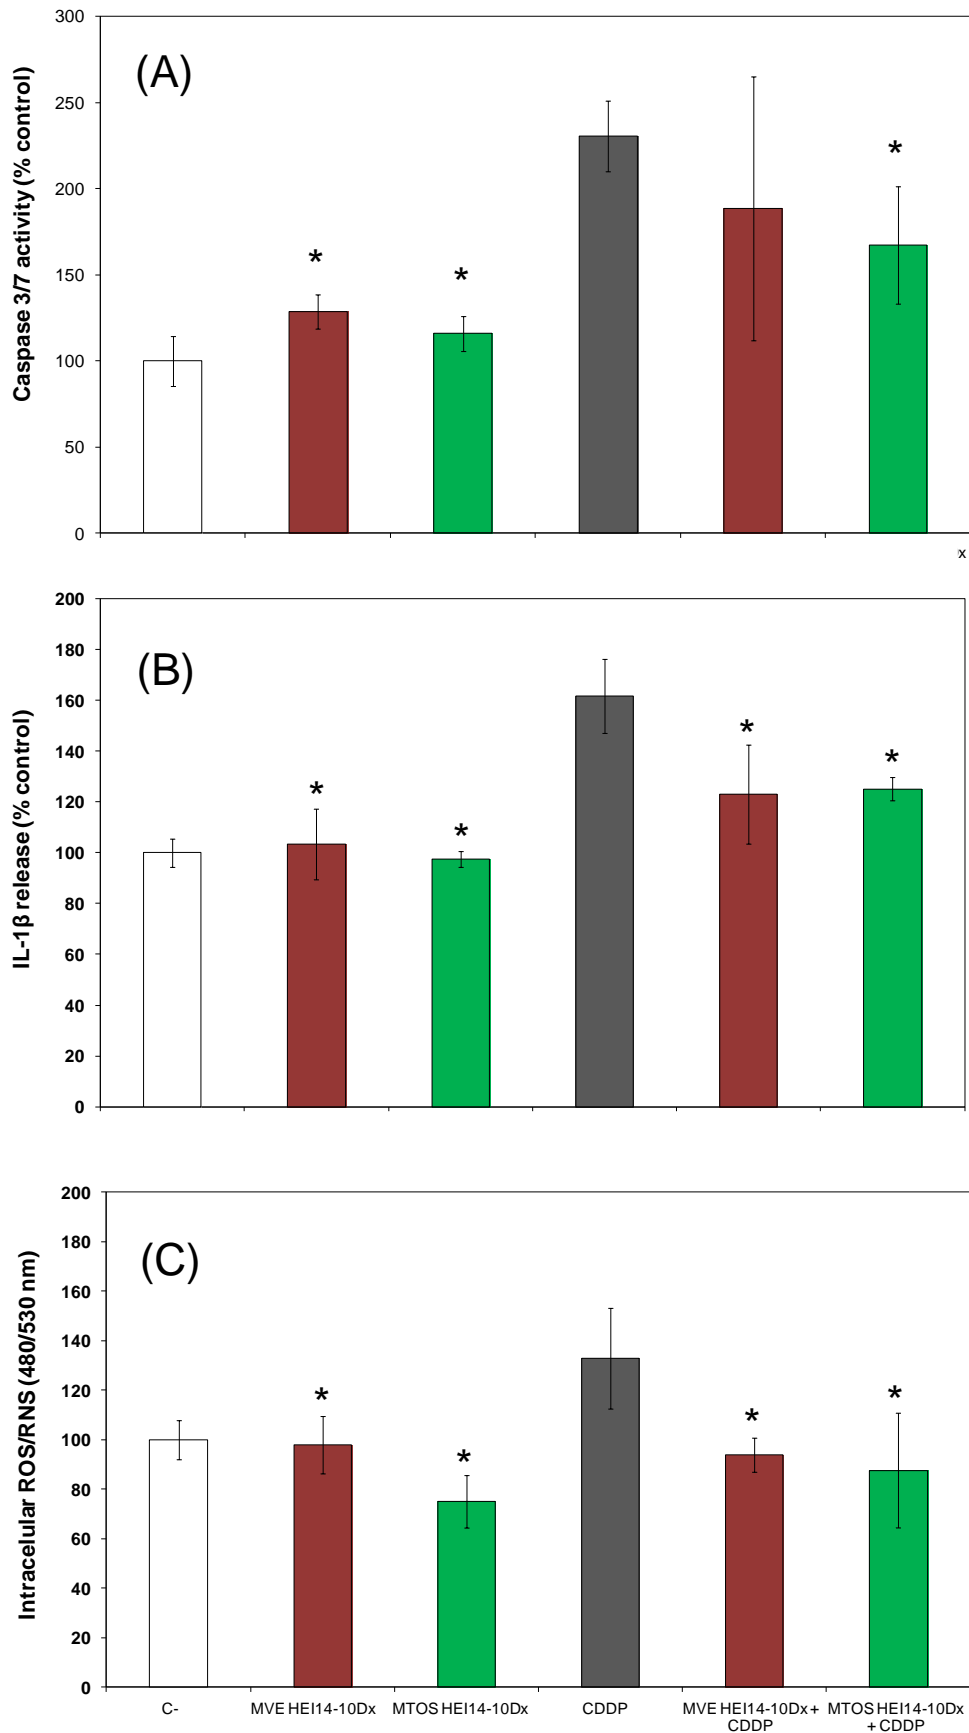 300
250
200
150
100
50
0
Caspase 3/7 activity (% control)
(A)
*
*
*
x
200
180
160
140
120
100
80
60
40
20
0
IL-1β release (% control)
(B)
*
*
*
*
200
180
160
140
120
100
80
60
40
20
0
Intracelular ROS/RNS (480/530 nm)
(C)
*
*
*
*
C-
MVE HEI14-10Dx
MTOS HEI14-10Dx
CDDP
MVE HEI14-10Dx +
CDDP
MTOS HEI14-10Dx
+ CDDP